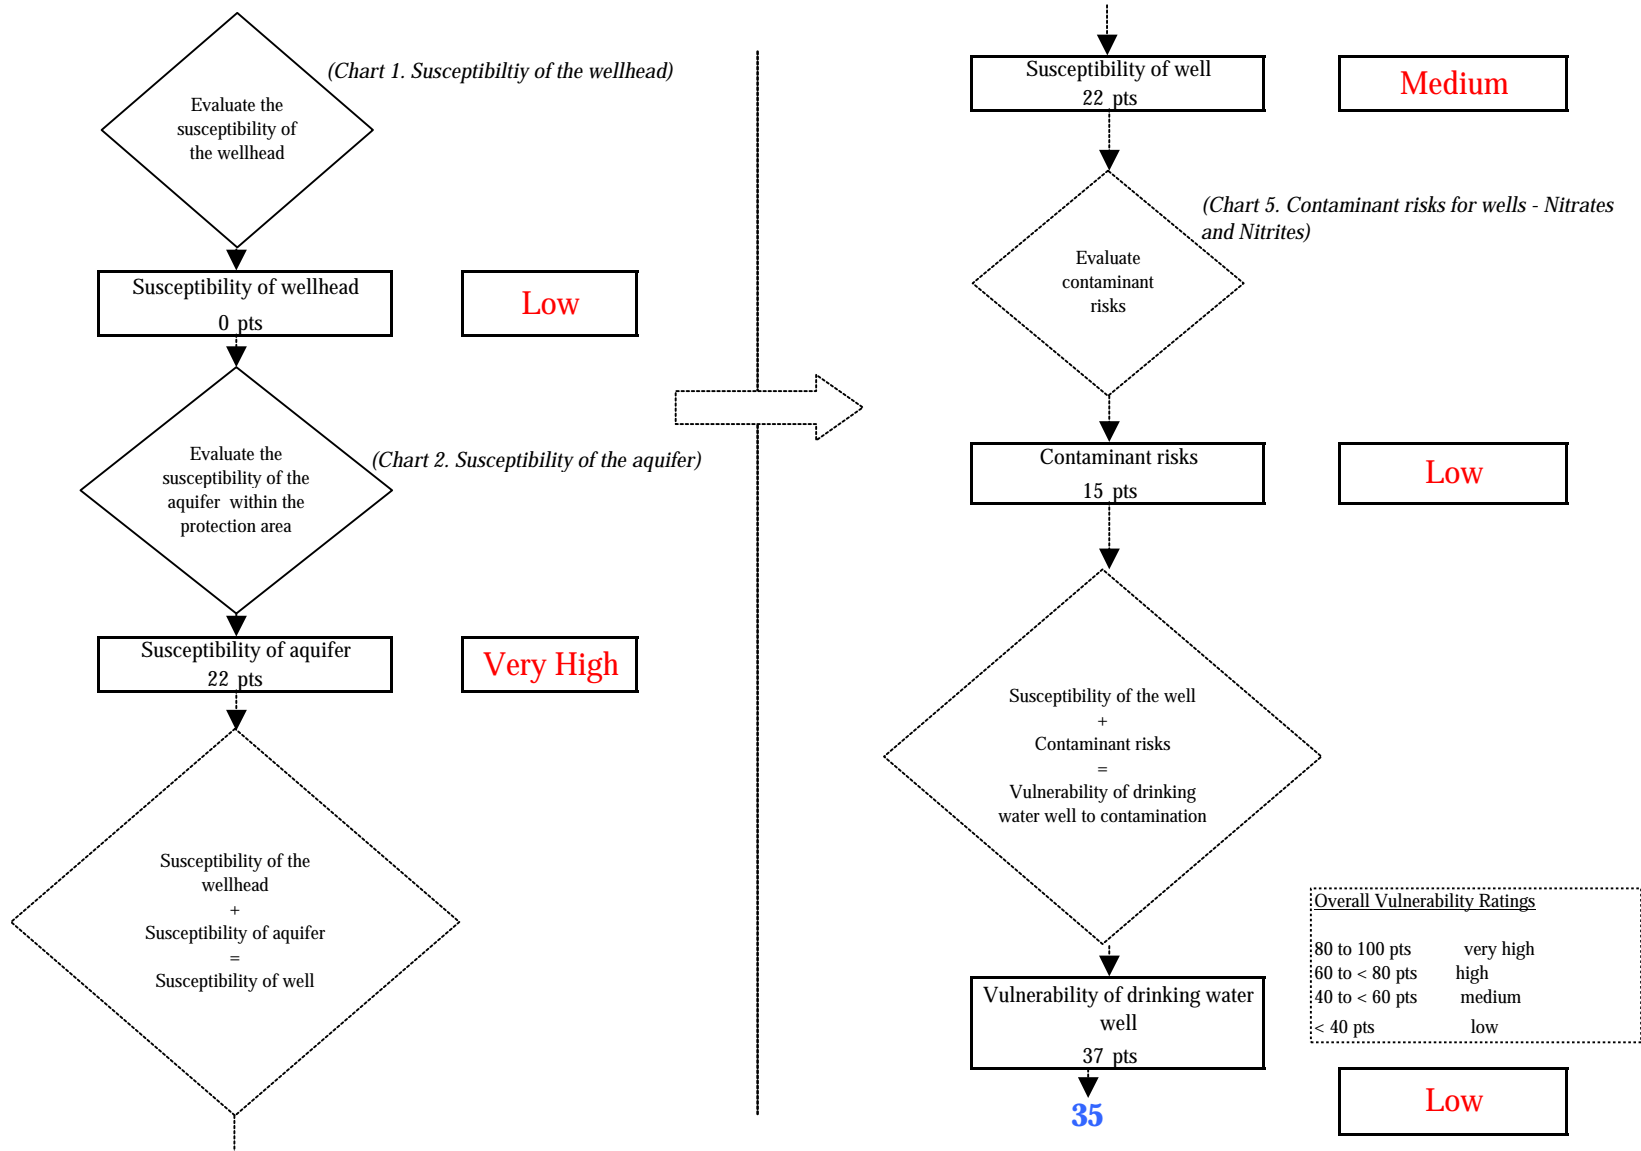 (Chart 1. Susceptibiltiy of the wellhead)
Evaluate the
susceptibility of
the wellhead
Susceptibility of wellhead
0 pts
Low
Evaluate the
susceptibility of the
aquifer within the
protection area
(Chart 2. Susceptibility of the aquifer)
Susceptibility of aquifer
22 pts
Very High
Susceptibility of the
wellhead
+
Susceptibility of aquifer
=
Susceptibility of well
Susceptibility of well
22 pts
Medium
(Chart 5. Contaminant risks for wells - Nitrates
and Nitrites)
Evaluate
contaminant
risks
Contaminant risks
15 pts
Low
Susceptibility of the well
+
Contaminant risks
=
Vulnerability of drinking
water well to contamination
Overall Vulnerability Ratings
80 to 100 pts very high
60 to < 80 pts high
40 to < 60 pts medium
< 40 pts low
Vulnerability of drinking water
well
37 pts
35
Low